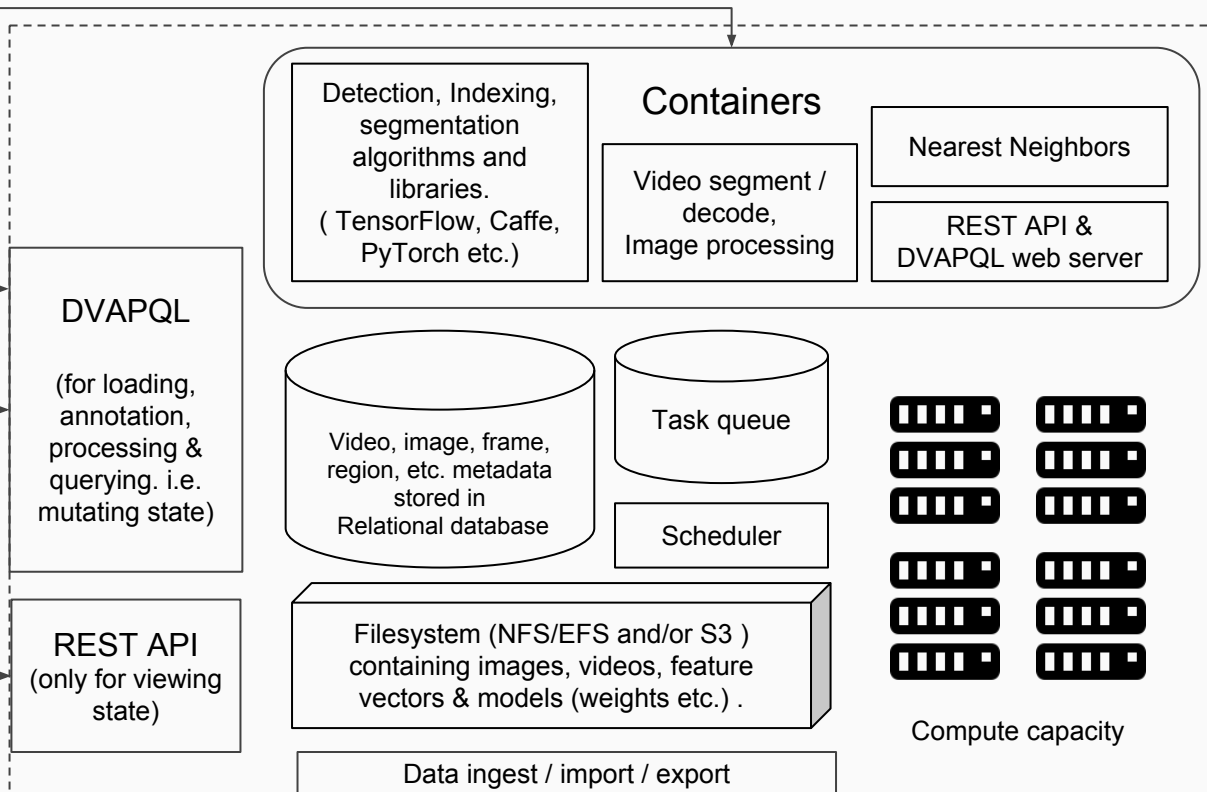 Containers
Detection, Indexing,
segmentation
algorithms and
libraries.
( TensorFlow, Caffe,
PyTorch etc.)
Video segment /
decode,
Image processing
Nearest Neighbors
REST API &
DVAPQL web server
DVAPQL
(for loading,
annotation,
processing &
querying. i.e.
mutating state)
Video, image, frame,
region, etc. metadata
stored in
Relational database
Task queue
Scheduler
REST API
(only for viewing
state)
Filesystem (NFS/EFS and/or S3 )
containing images, videos, feature
vectors & models (weights etc.) .
Compute capacity
Data ingest / import / export